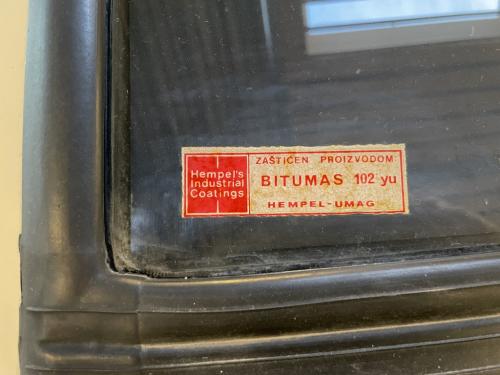 Hempel's
Industrial
Coatings
ZAŠTIĆEN PROIZVODOM
BITUMAS 102 yu
HEMPEL-UMAG